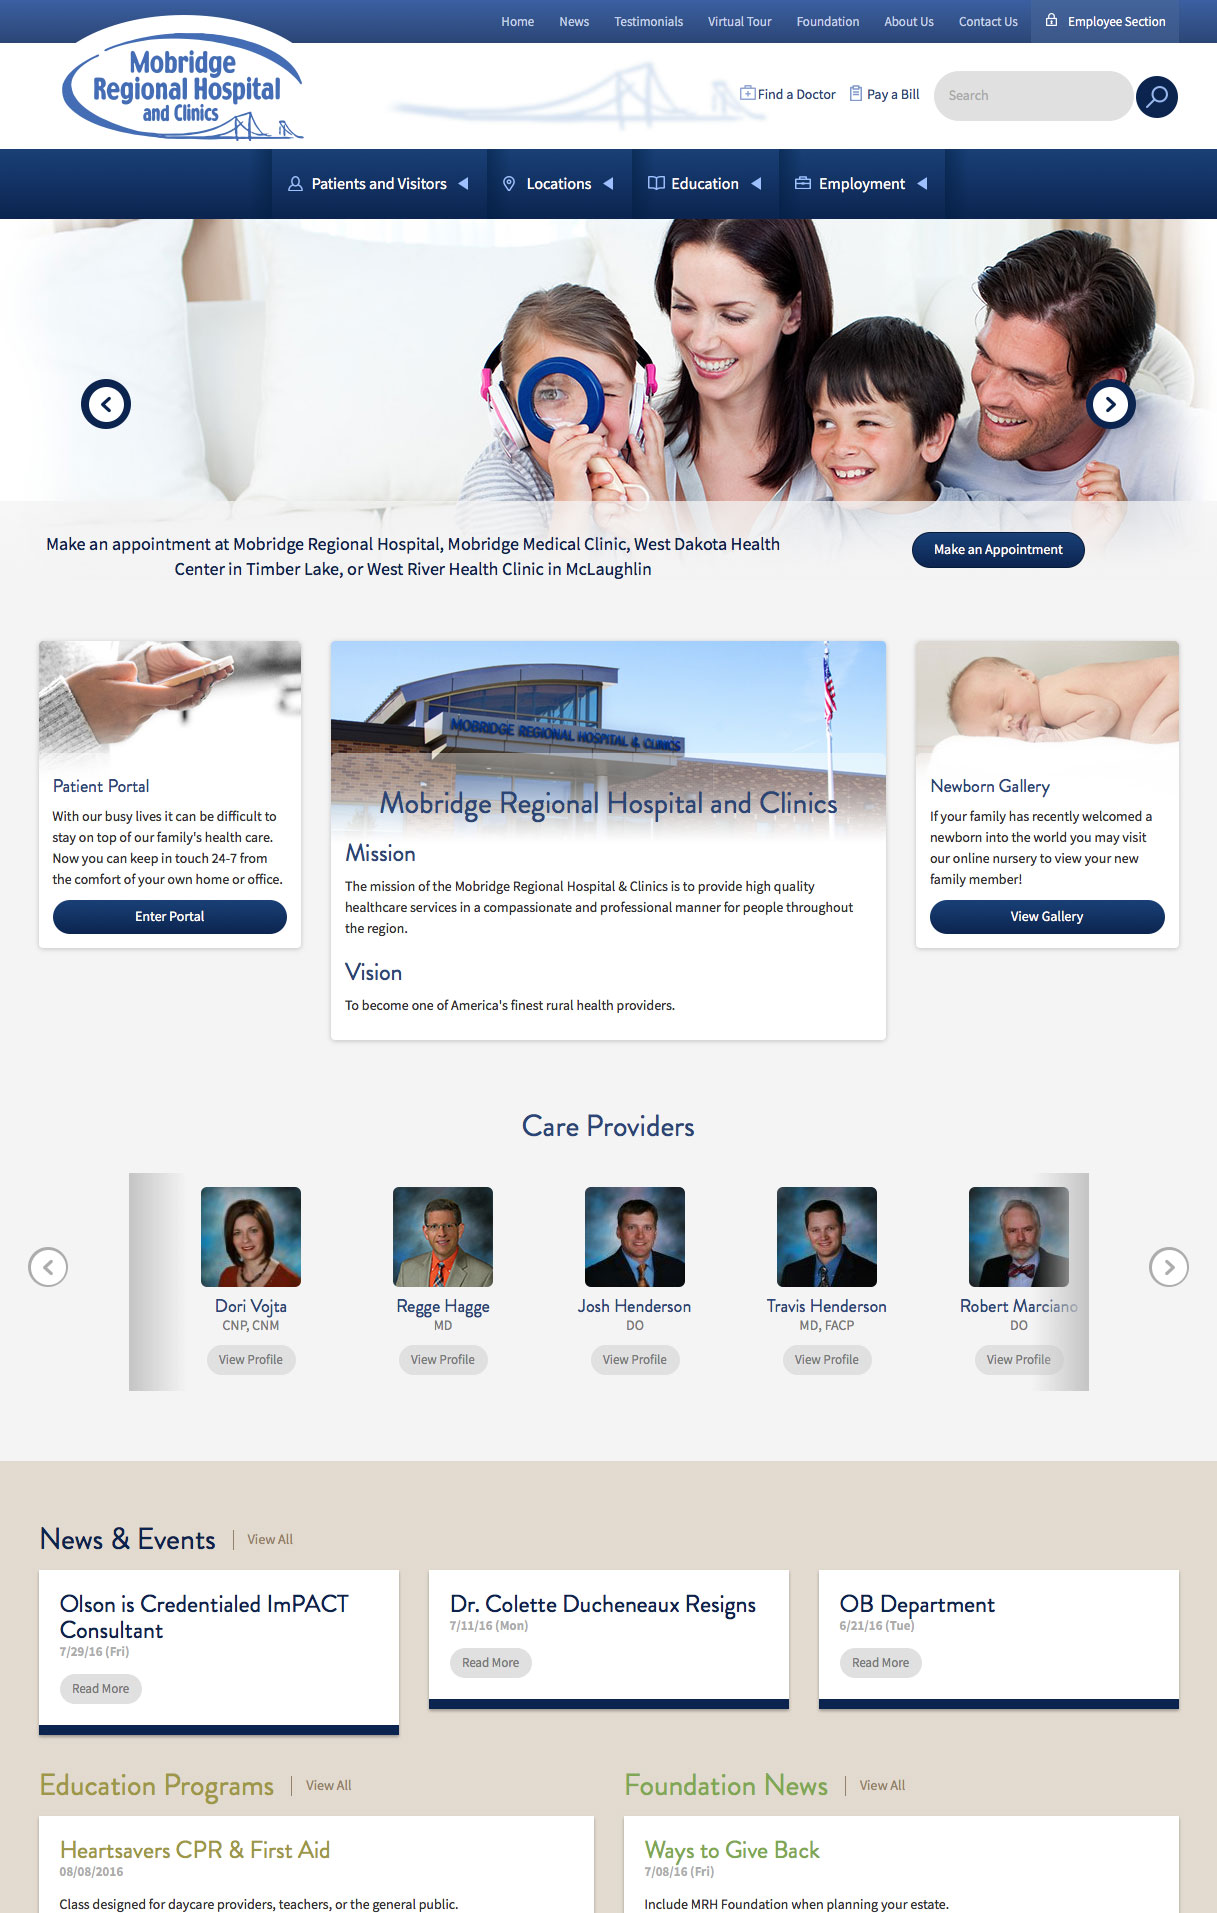 Home News Testimonials Virtual Tour Foundation About Us Contact Us Employee Section
Mobridge
Regional Hospital
and Clinics
Find a Doctor Pay a Bill Search
Patients and Visitors Locations Education Employment
Make an appointment at Mobridge Regional Hospital, Mobridge Medical Clinic, West Dakota Health
Center in Timber Lake, or West River Health Clinic in McLaughlin
Make an Appointment
Patient Portal
With our busy lives it can be difficult to
stay on top of our family's health care.
Now you can keep in touch 24-7 from
the comfort of your own home or office.
Enter Portal
MOBRIDGE REGIONAL HOSPITAL & CLINICS
Mobridge Regional Hospital and Clinics
Mission
The mission of the Mobridge Regional Hospital & Clinics is to provide high quality
healthcare services in a compassionate and professional manner for people throughout
the region.
Vision
To become one of America's finest rural health providers.
Newborn Gallery
If your family has recently welcomed a
newborn into the world you may visit
our online nursery to view your new
family member!
View Gallery
Care Providers
Dori Vojta
CNP, CNM
View Profile
Regge Hagge
MD
View Profile
Josh Henderson
DO
View Profile
Travis Henderson
MD, FACP
View Profile
Robert Marciano
DO
View Profile
News & Events View All
Olson is Credentialed ImPACT
Consultant
7/29/16 (Fri)
Read More
Dr. Colette Ducheneaux Resigns
7/11/16 (Mon)
Read More
OB Department
6/21/16 (Tue)
Read More
Education Programs View All
Heartsavers CPR & First Aid
08/08/2016
Class designed for daycare providers, teachers, or the general public.
Foundation News View All
Ways to Give Back
7/08/16 (Fri)
Include MRH Foundation when planning your estate.